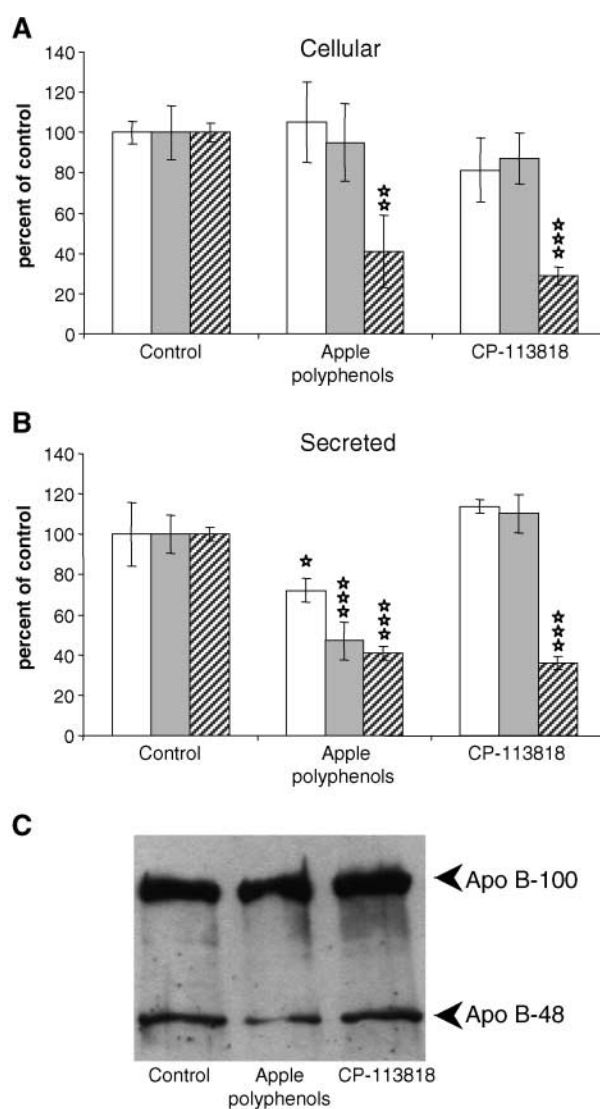 A
Cellular
percent of control
140
120
100
80
60
40
20
0
Control
Apple
polyphenols
CP-113818
B
Secreted
percent of control
140
120
100
80
60
40
20
0
Control
Apple
polyphenols
CP-113818
C
Apo B-100
Apo B-48
Control
Apple
polyphenols
CP-113818